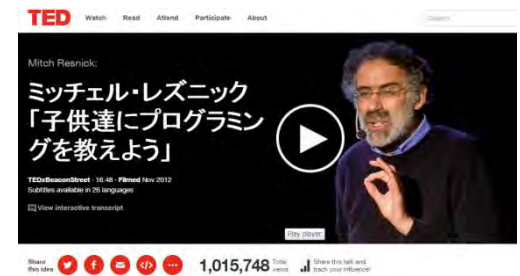 TED Watch Read Attend Participate About
Mitch Resnick:
ミッチェル・レズニック
「子供達にプログラミン
グを教えよう」
TEDxBeaconStreet · 16:48 · Filmed Nov 2012
Subtitles available in 26 languages
View interactive transcript
Play player
Share this idea
1,015,748 Total views
Share this talk and
track your influence!